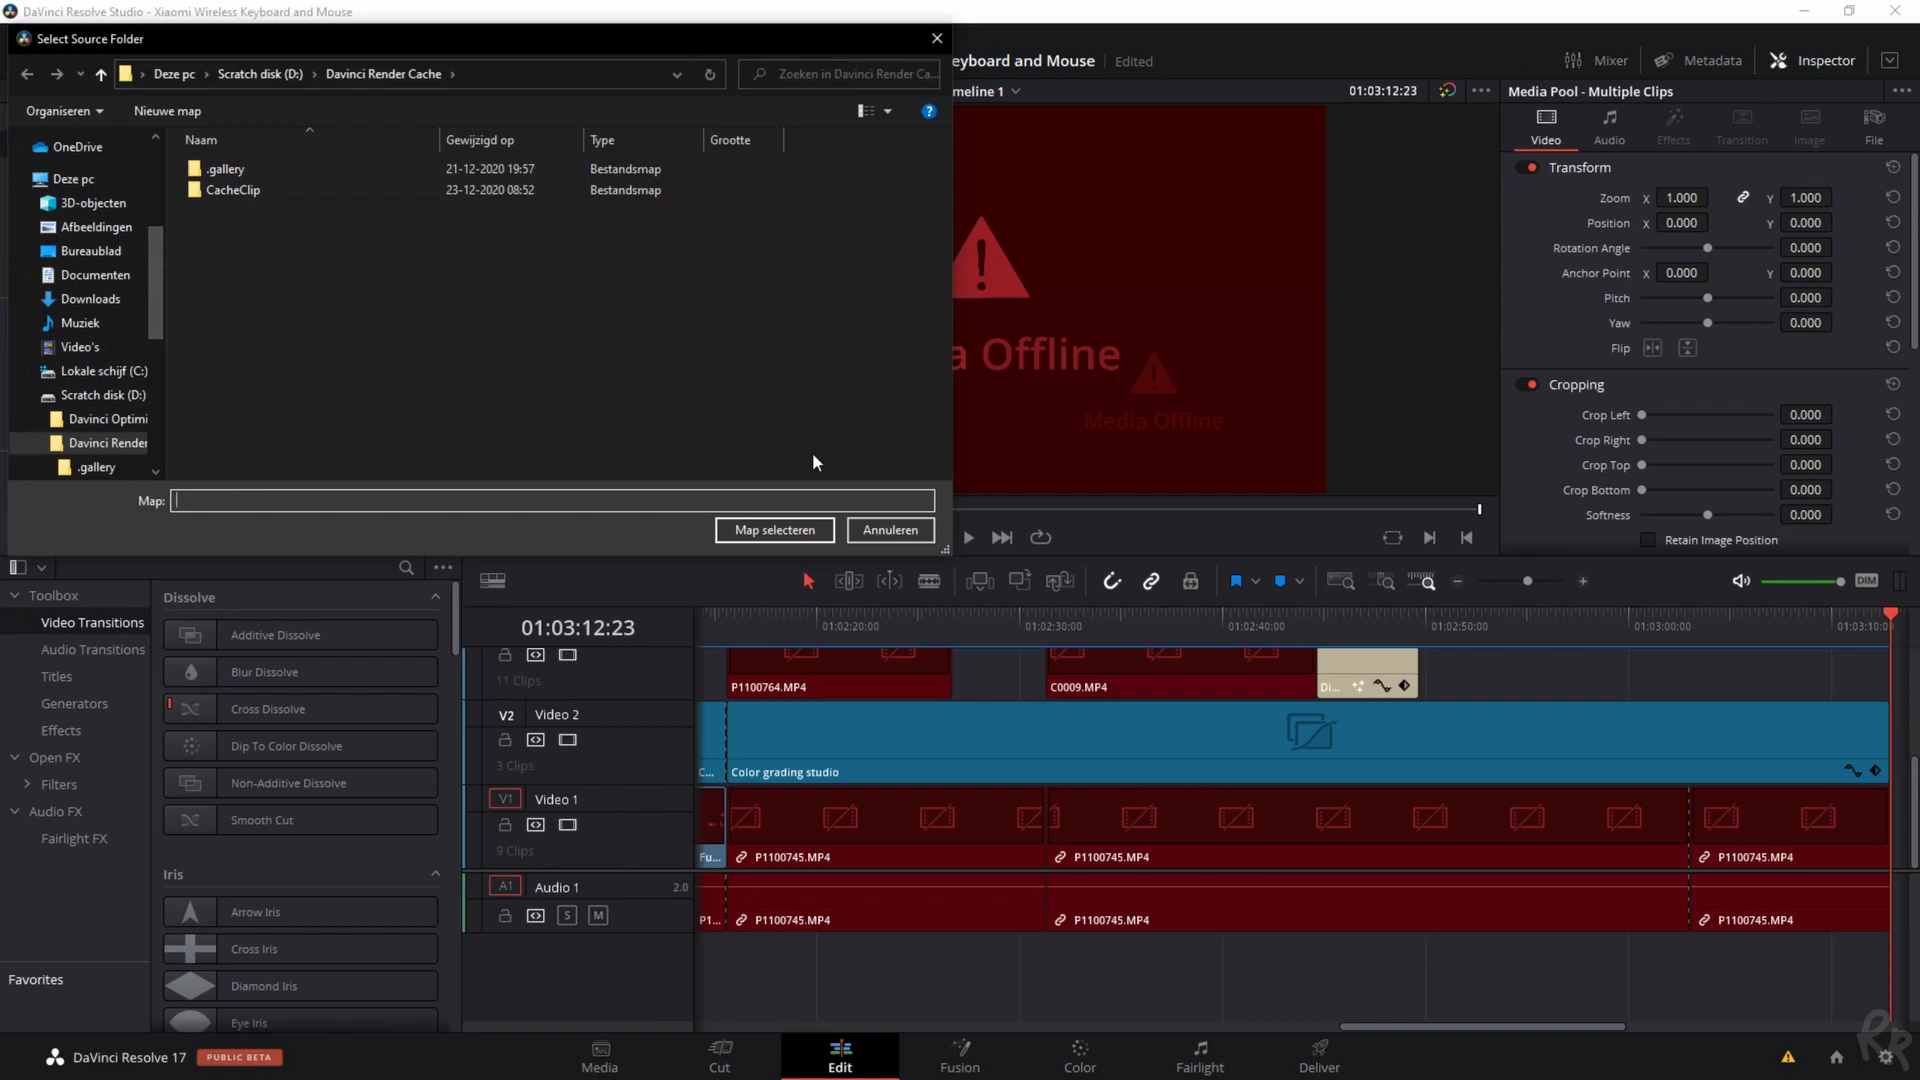 DaVinci Resolve Studio - Xiaomi Wireless Keyboard and Mouse
Select Source Folder
Deze pc
Scratch disk (D:)
Davinci Render Cache
Zoeken in Davinci Render Ca...
Organiseren
Nieuwe map
Naam
Gewijzigd op
Type
Grootte
.gallery
21-12-2020 19:57
Bestandsmap
CacheClip
23-12-2020 08:52
Bestandsmap
OneDrive
Deze pc
3D-objecten
Afbeeldingen
Bureaublad
Documenten
Downloads
Muziek
Video's
Lokale schijf (C:)
Scratch disk (D:)
Davinci Optimi
Davinci Render
.gallery
Map:
Map selecteren
Annuleren
eyboard and Mouse
Edited
Mixer
Metadata
Inspector
meline 1
01:03:12:23
Media Pool - Multiple Clips
Video
Audio
Effects
Transition
Image
File
a Offline
Media Offline
Transform
Zoom X 1.000 Y 1.000
Position X 0.000 Y 0.000
Rotation Angle 0.000
Anchor Point X 0.000 Y 0.000
Pitch 0.000
Yaw 0.000
Flip
Cropping
Crop Left 0.000
Crop Right 0.000
Crop Top 0.000
Crop Bottom 0.000
Softness 0.000
Retain Image Position
Toolbox
Video Transitions
Audio Transitions
Titles
Generators
Effects
Open FX
Filters
Audio FX
Fairlight FX
Favorites
Dissolve
Additive Dissolve
Blur Dissolve
Cross Dissolve
Dip To Color Dissolve
Non-Additive Dissolve
Smooth Cut
Iris
Arrow Iris
Cross Iris
Diamond Iris
Eye Iris
DIM
01:03:12:23
01:02:20:00
01:02:30:00
01:02:40:00
01:02:50:00
01:03:00:00
01:03:10:00
11 Clips
P1100764.MP4
C0009.MP4
Di...
V2 Video 2
3 Clips
C...
Color grading studio
V1 Video 1
9 Clips
Fu...
P1100745.MP4
P1100745.MP4
P1100745.MP4
A1 Audio 1 2.0
S M
P1...
P1100745.MP4
P1100745.MP4
P1100745.MP4
DaVinci Resolve 17
PUBLIC BETA
Media
Cut
Edit
Fusion
Color
Fairlight
Deliver